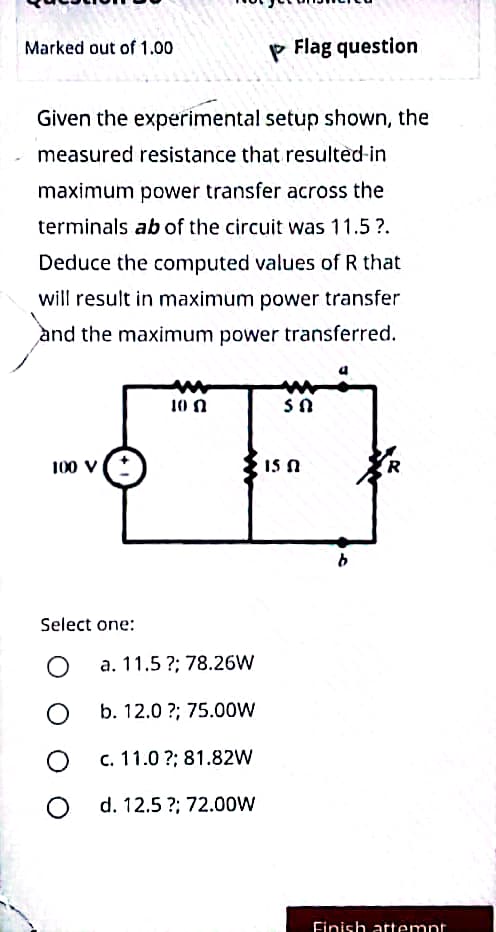 Marked out of 1.00
Flag question
Given the experimental setup shown, the
measured resistance that resulted in
maximum power transfer across the
terminals ab of the circuit was 11.5 ?.
Deduce the computed values of R that
will result in maximum power transfer
and the maximum power transferred.
a
10 Ω
5 Ω
100 V
+
-
15 Ω
R
b
Select one:
a. 11.5 ?; 78.26W
b. 12.0 ?; 75.00W
c. 11.0 ?; 81.82W
d. 12.5 ?; 72.00W
Finish attempt